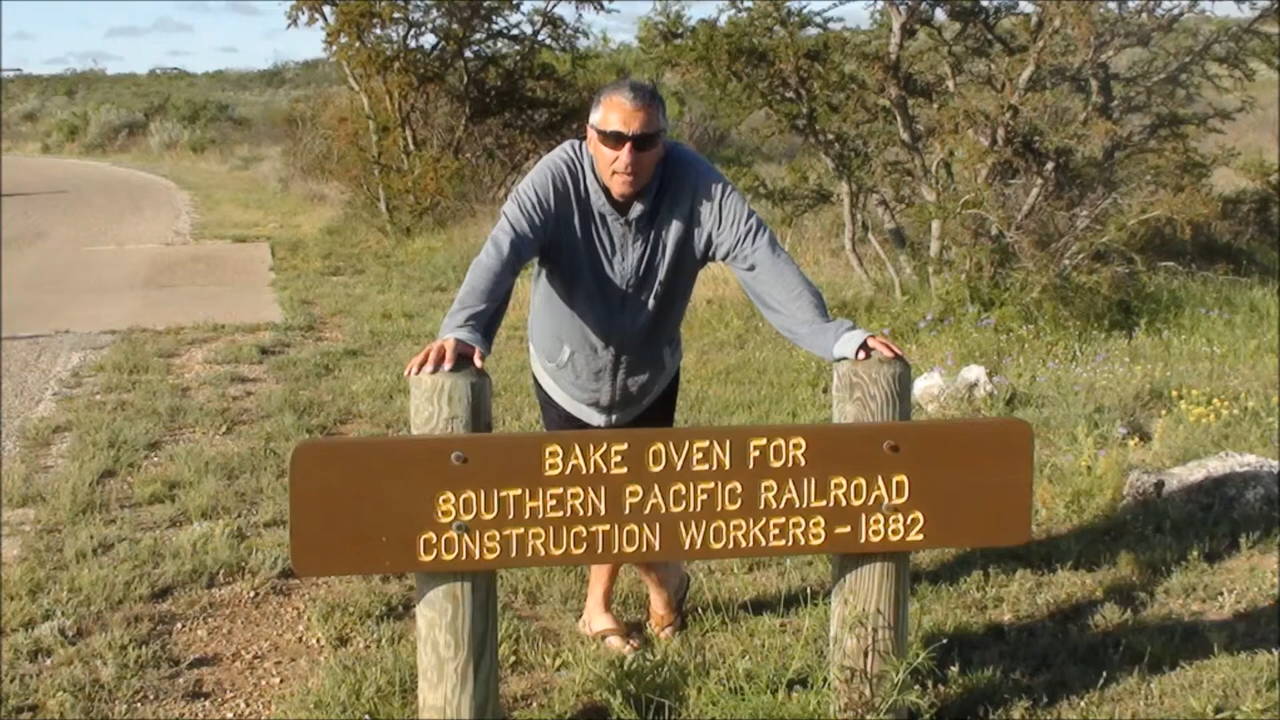 BAKE OVEN FOR
SOUTHERN PACIFIC RAILROAD
CONSTRUCTION WORKERS - 1882